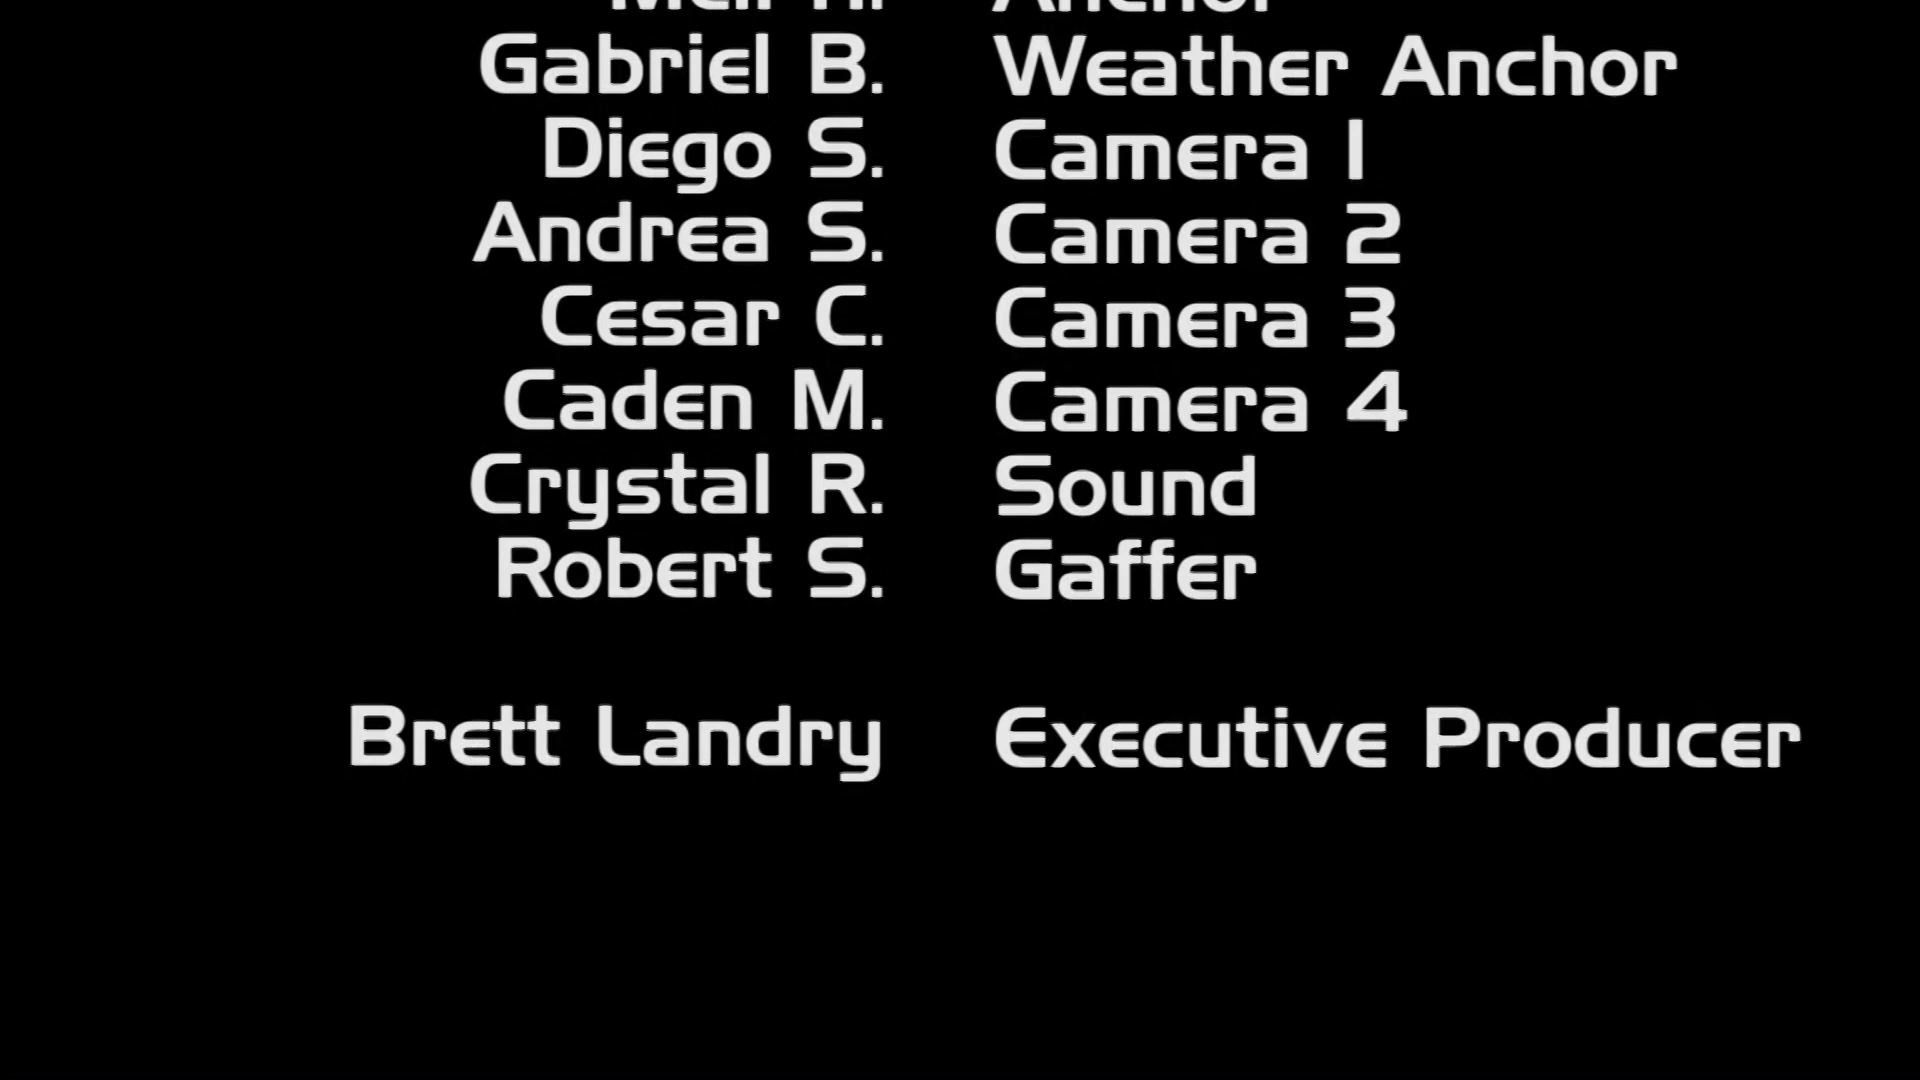 Anchor
Gabriel B. Weather Anchor
Diego S. Camera 1
Andrea S. Camera 2
Cesar C. Camera 3
Caden M. Camera 4
Crystal R. Sound
Robert S. Gaffer
Brett Landry Executive Producer